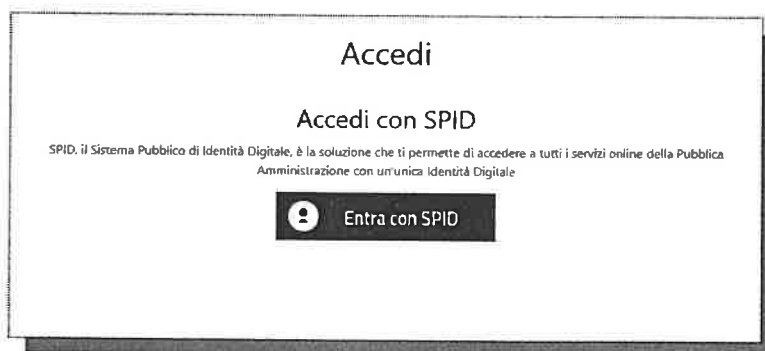 Accedi
Accedi con SPID
SPID, il Sistema Pubblico di Identità Digitale, è la soluzione che ti permette di accedere a tutti i servizi online della Pubblica
Amministrazione con un'unica Identità Digitale
Entra con SPID